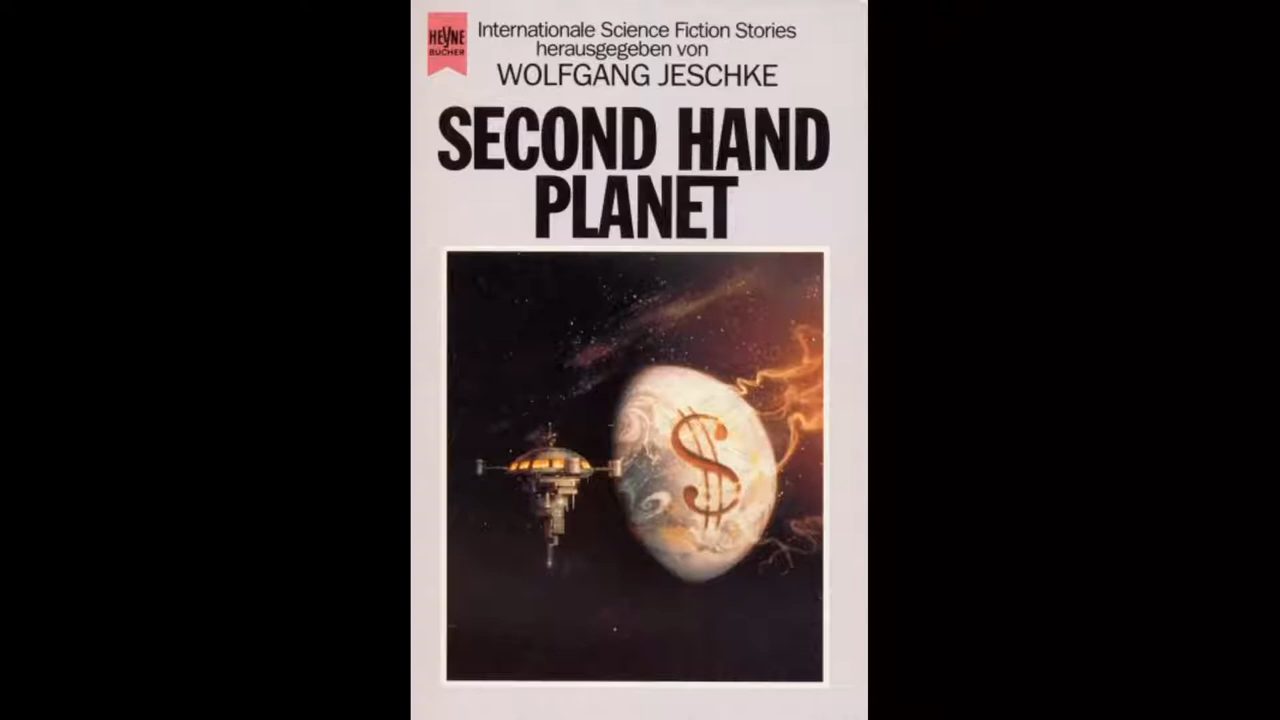 HEYNE
BÜCHER
Internationale Science Fiction Stories
herausgegeben von
WOLFGANG JESCHKE
SECOND HAND
PLANET
$